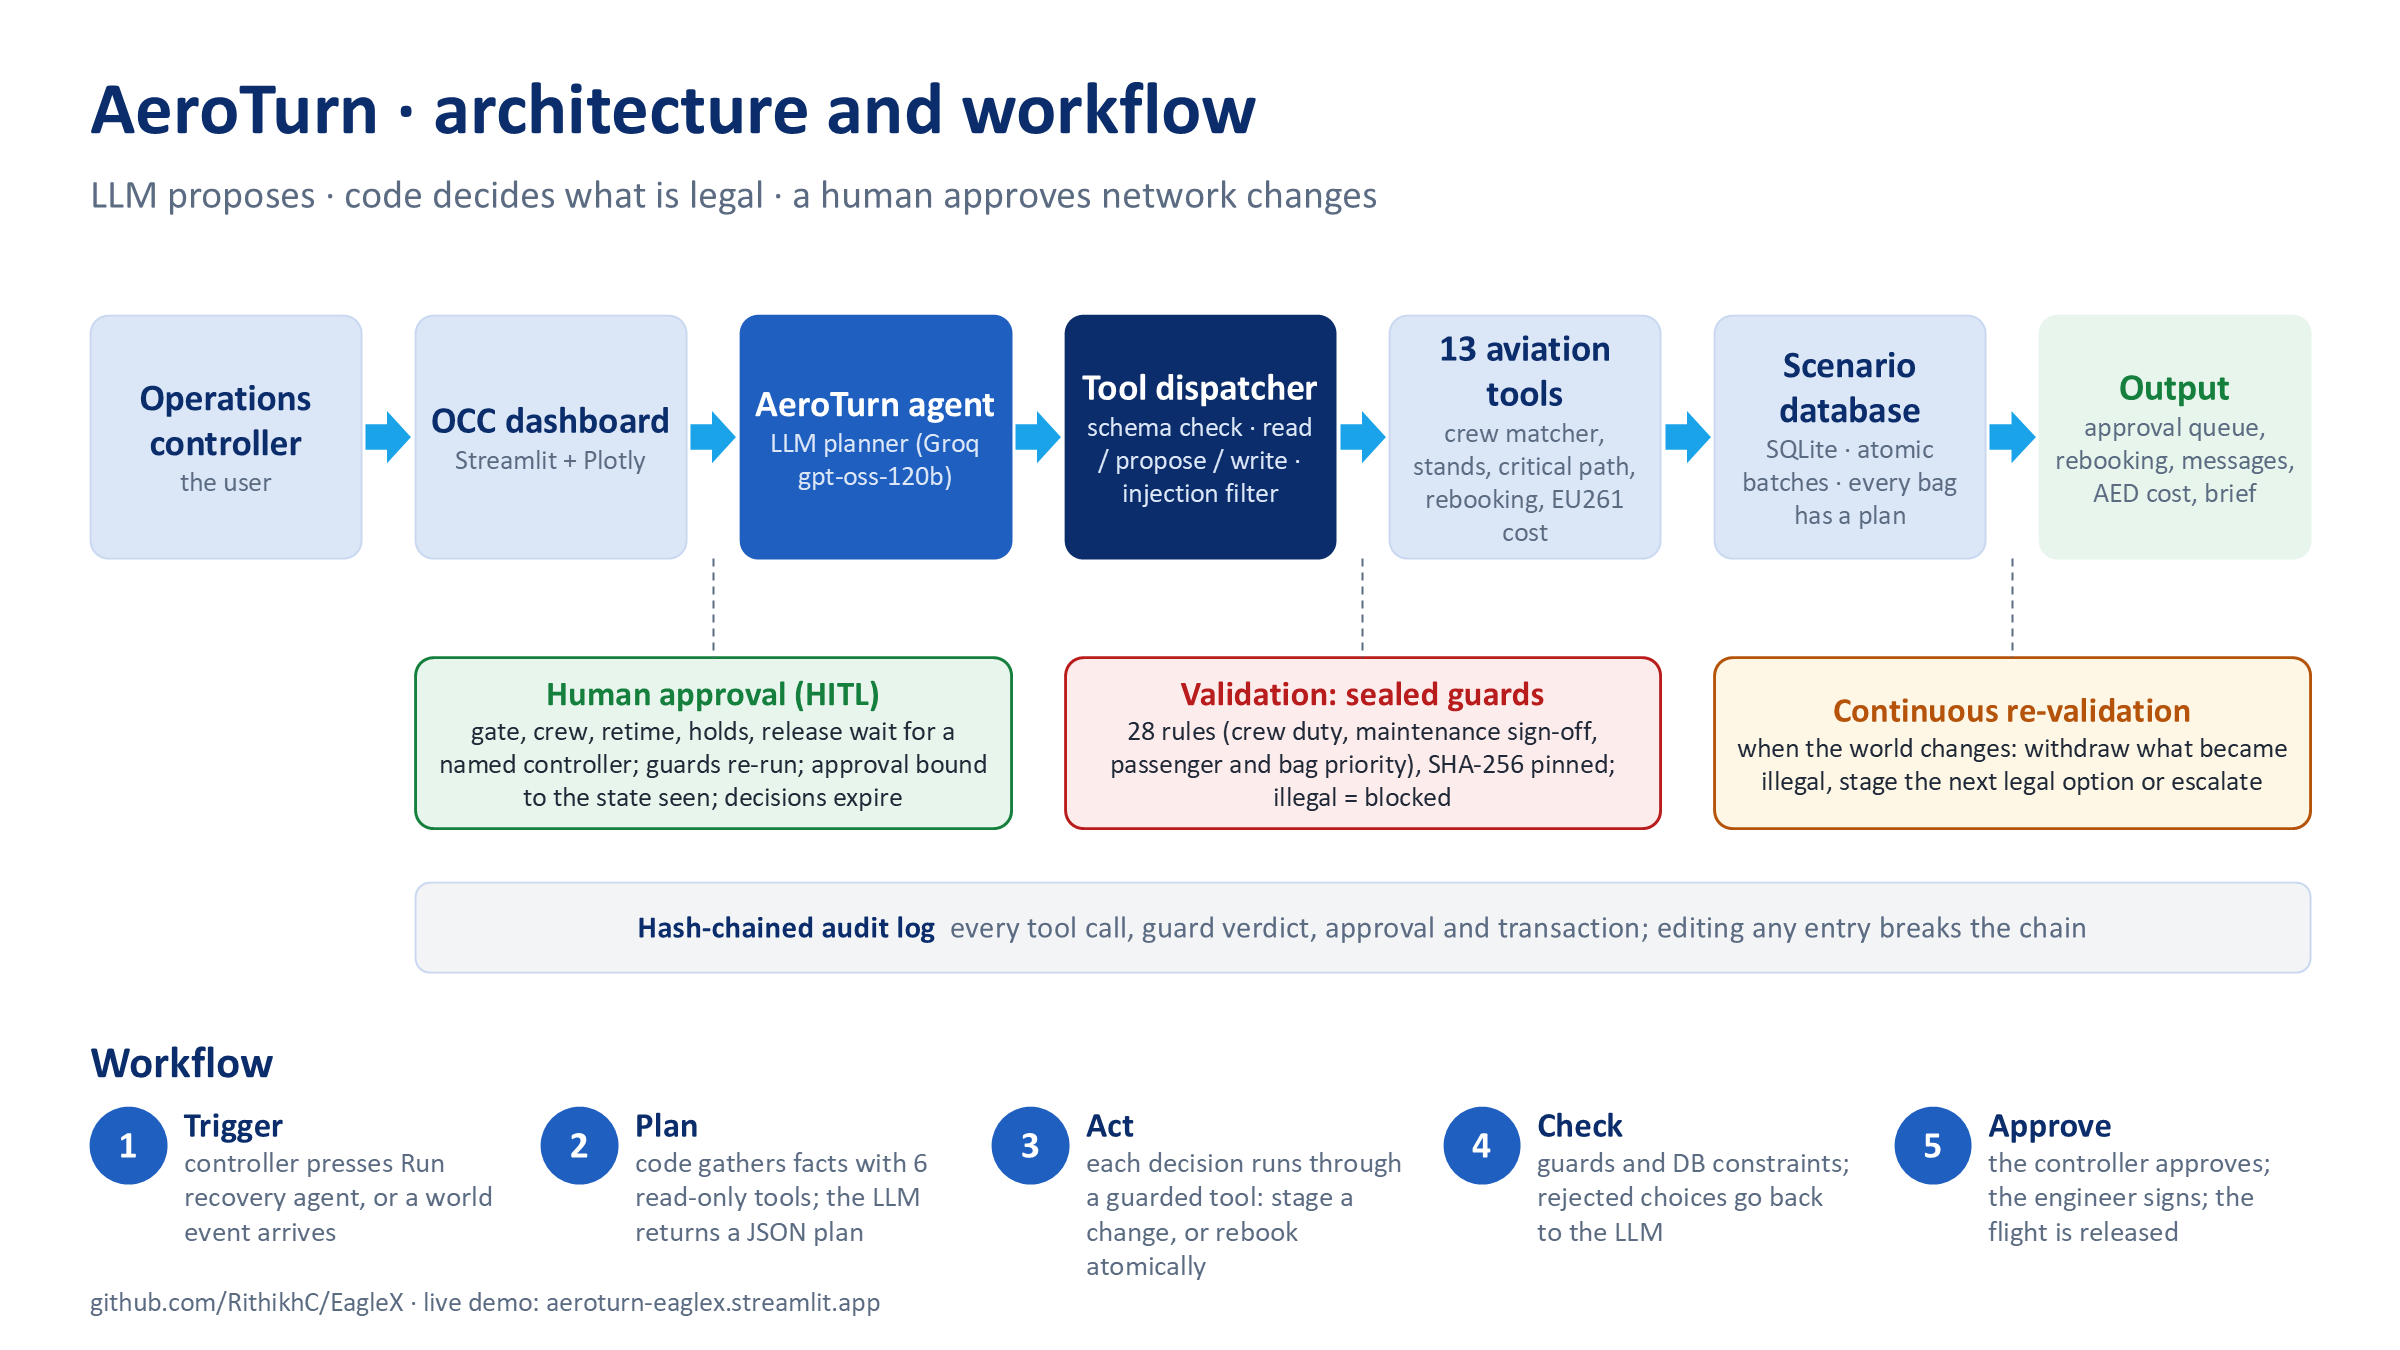 AeroTurn · architecture and workflow
LLM proposes · code decides what is legal · a human approves network changes
Operations
controller
the user
OCC dashboard
Streamlit + Plotly
AeroTurn agent
LLM planner (Groq
gpt-oss-120b)
Tool dispatcher
schema check · read
/ propose / write ·
injection filter
13 aviation
tools
crew matcher,
stands, critical path,
rebooking, EU261
cost
Scenario
database
SQLite · atomic
batches · every bag
has a plan
Output
approval queue,
rebooking, messages,
AED cost, brief
Human approval (HITL)
gate, crew, retime, holds, release wait for a
named controller; guards re-run; approval bound
to the state seen; decisions expire
Validation: sealed guards
28 rules (crew duty, maintenance sign-off,
passenger and bag priority), SHA-256 pinned;
illegal = blocked
Continuous re-validation
when the world changes: withdraw what became
illegal, stage the next legal option or escalate
Hash-chained audit log every tool call, guard verdict, approval and transaction; editing any entry breaks the chain
Workflow
1
Trigger
controller presses Run
recovery agent, or a world
event arrives
2
Plan
code gathers facts with 6
read-only tools; the LLM
returns a JSON plan
3
Act
each decision runs through
a guarded tool: stage a
change, or rebook
atomically
4
Check
guards and DB constraints;
rejected choices go back
to the LLM
5
Approve
the controller approves;
the engineer signs; the
flight is released
github.com/RithikhC/EagleX · live demo: aeroturn-eaglex.streamlit.app